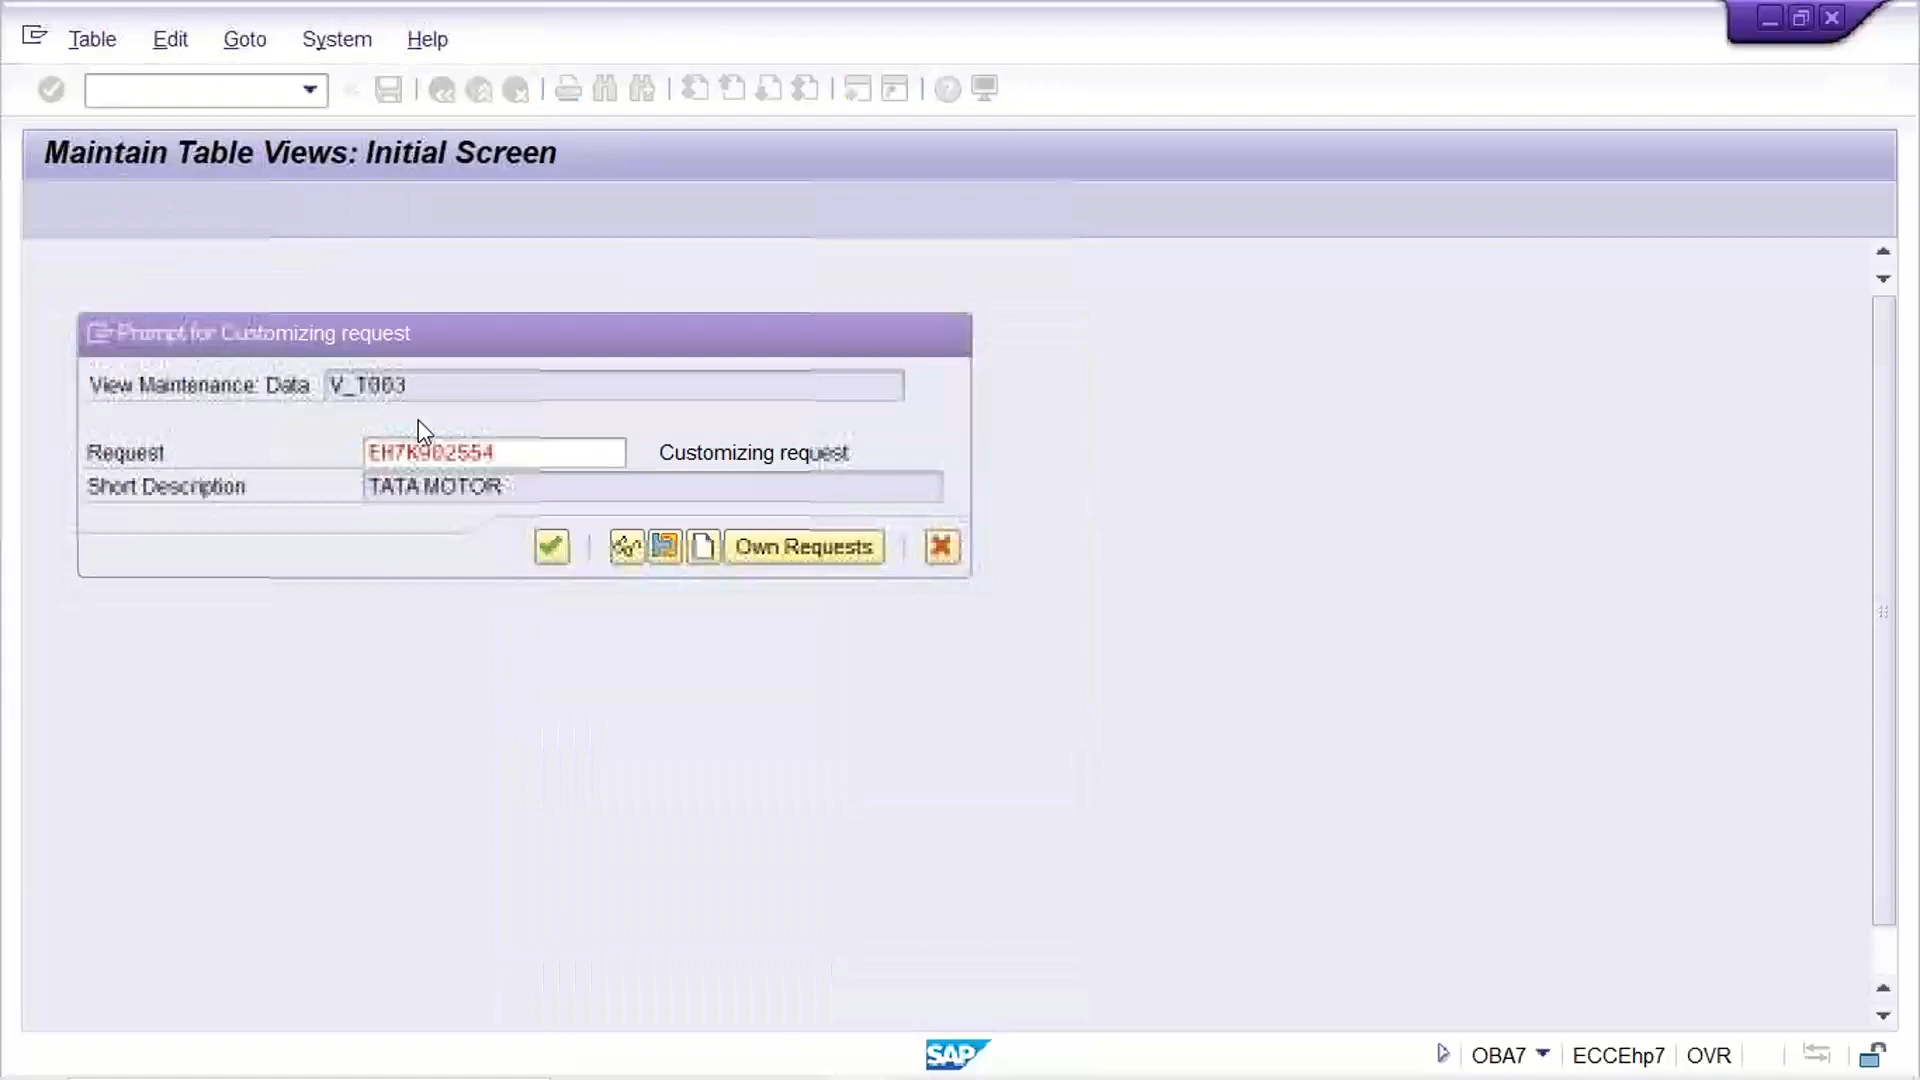 Table Edit Goto System Help
Maintain Table Views: Initial Screen
Prompt for Customizing request
View Maintenance: Data V_T003
Request EH7K902554 Customizing request
Short Description TATA MOTOR
Own Requests
SAP OBA7 ECCEhp7 OVR